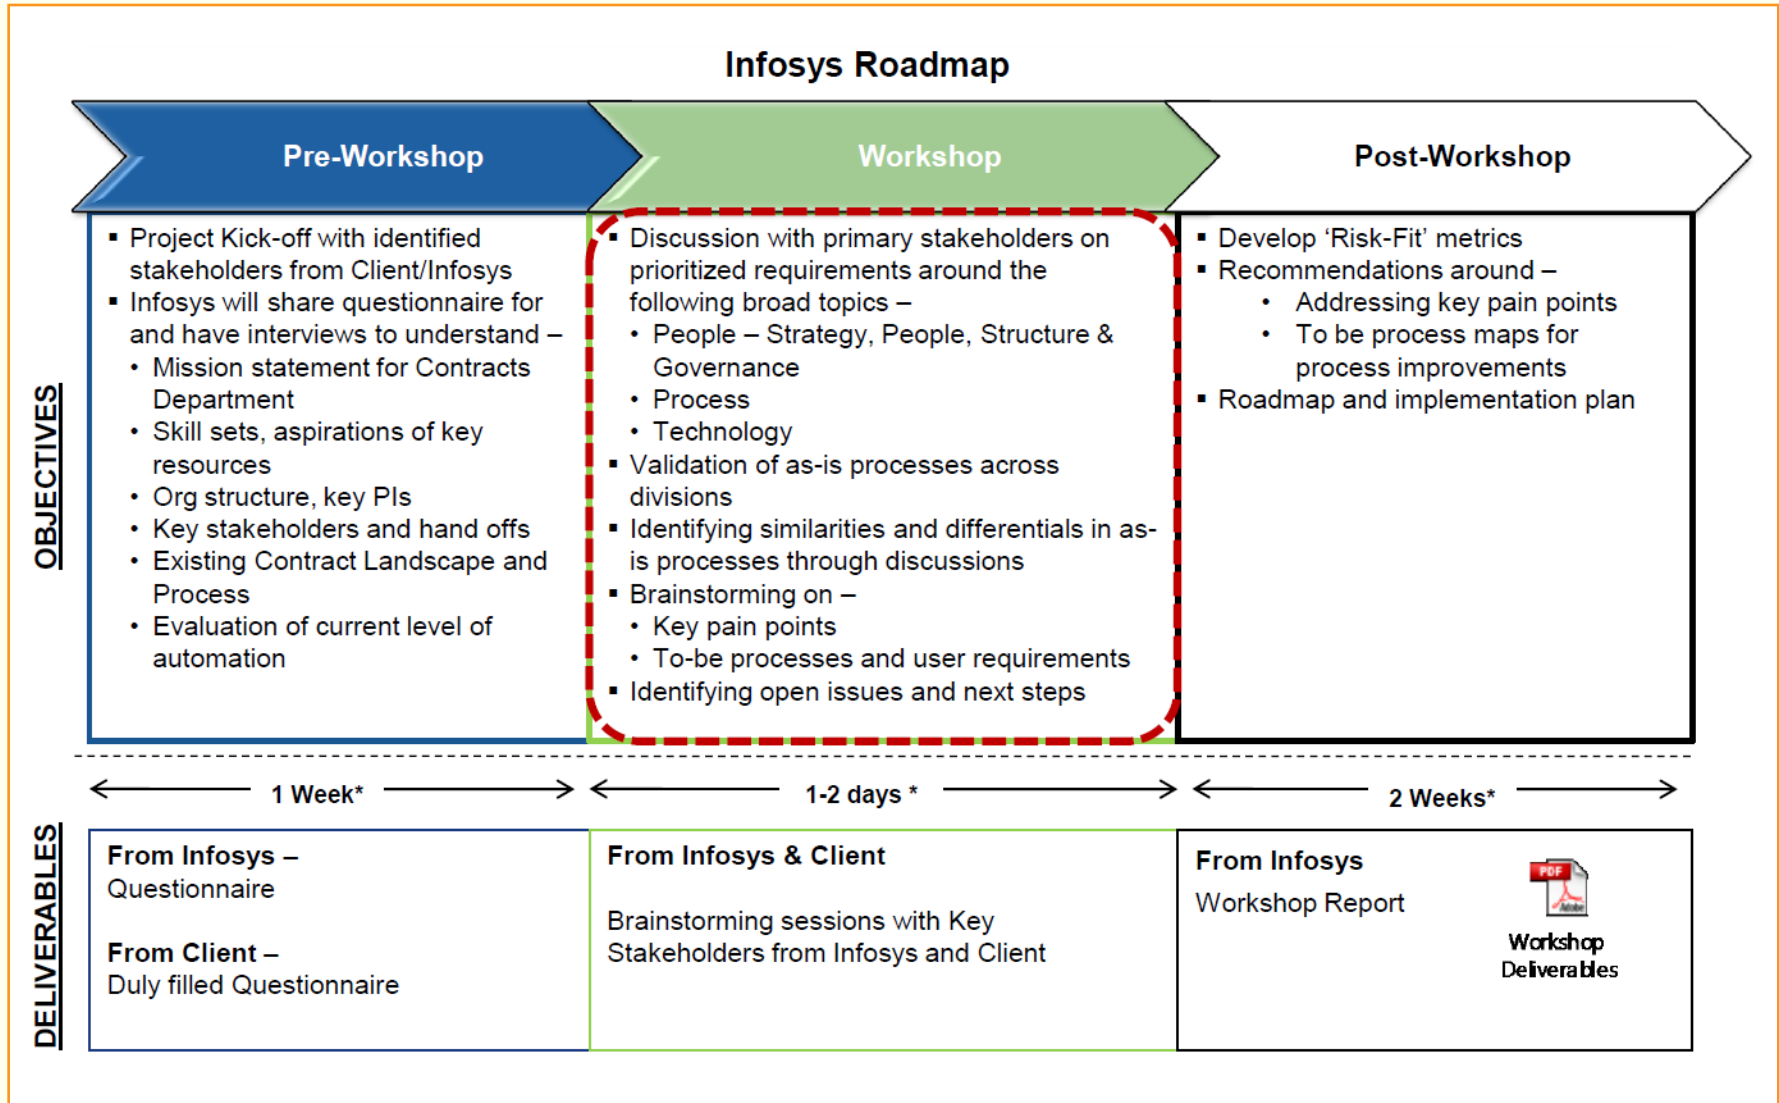 Infosys Roadmap
Pre-Workshop
Workshop
Post-Workshop
OBJECTIVES
▪ Project Kick-off with identified
stakeholders from Client/Infosys
▪ Infosys will share questionnaire for
and have interviews to understand –
• Mission statement for Contracts
Department
• Skill sets, aspirations of key
resources
• Org structure, key PIs
• Key stakeholders and hand offs
• Existing Contract Landscape and
Process
• Evaluation of current level of
automation
▪ Discussion with primary stakeholders on
prioritized requirements around the
following broad topics –
• People – Strategy, People, Structure &
Governance
• Process
• Technology
▪ Validation of as-is processes across
divisions
▪ Identifying similarities and differentials in as-
is processes through discussions
▪ Brainstorming on –
• Key pain points
• To-be processes and user requirements
▪ Identifying open issues and next steps
▪ Develop ‘Risk-Fit’ metrics
▪ Recommendations around –
• Addressing key pain points
• To be process maps for
process improvements
▪ Roadmap and implementation plan
1 Week*
1-2 days *
2 Weeks*
DELIVERABLES
From Infosys –
Questionnaire
From Client –
Duly filled Questionnaire
From Infosys & Client
Brainstorming sessions with Key
Stakeholders from Infosys and Client
From Infosys
Workshop Report
PDF
Adobe
Workshop
Deliverables